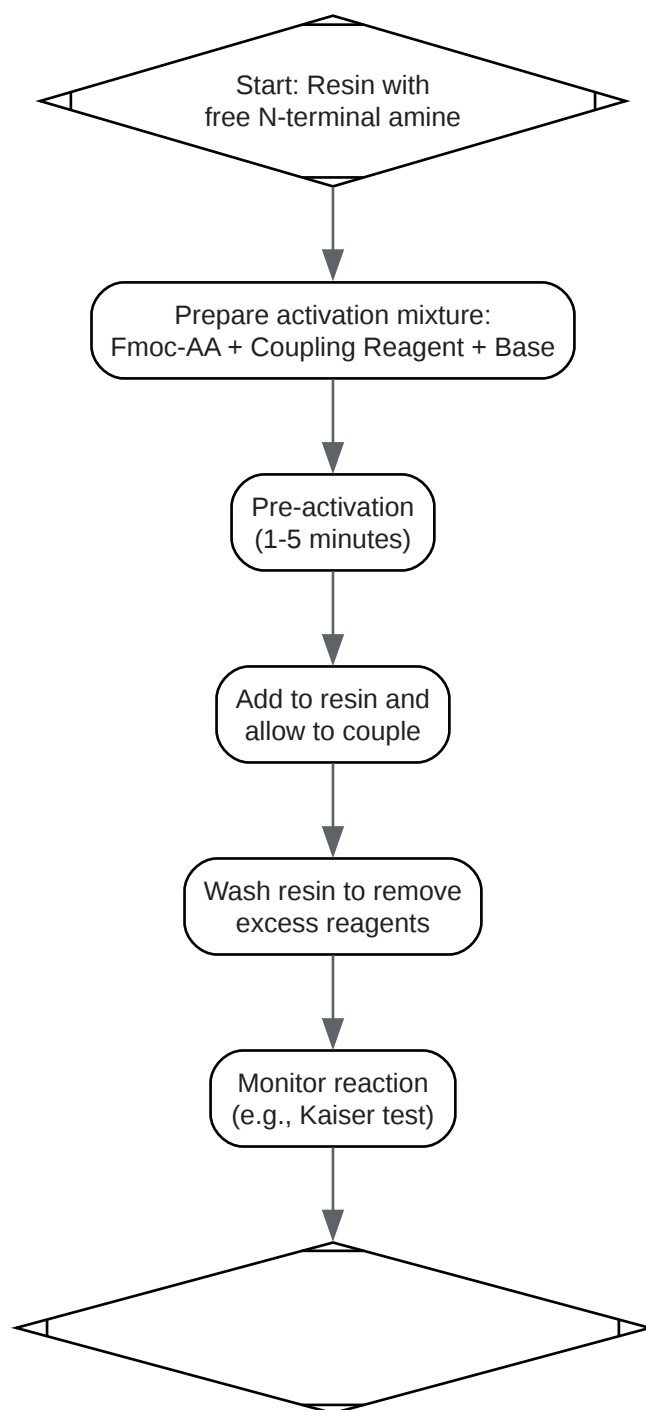 Start: Resin with
free N-terminal amine
Prepare activation mixture:
Fmoc-AA + Coupling Reagent + Base
Pre-activation
(1-5 minutes)
Add to resin and
allow to couple
Wash resin to remove
excess reagents
Monitor reaction
(e.g., Kaiser test)